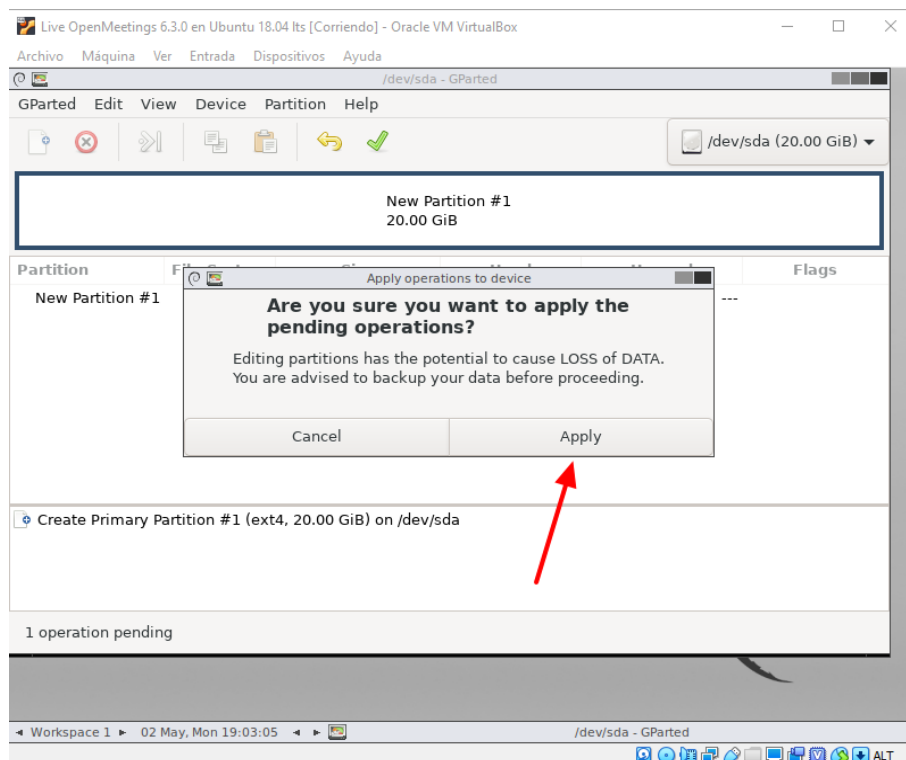 Live OpenMeetings 6.3.0 en Ubuntu 18.04 lts [Corriendo] - Oracle VM VirtualBox
Archivo Máquina Ver Entrada Dispositivos Ayuda
/dev/sda - GParted
GParted Edit View Device Partition Help
/dev/sda (20.00 GiB)
New Partition #1
20.00 GiB
Partition Flags
New Partition #1 ---
Apply operations to device
Are you sure you want to apply the
pending operations?
Editing partitions has the potential to cause LOSS of DATA.
You are advised to backup your data before proceeding.
Cancel Apply
Create Primary Partition #1 (ext4, 20.00 GiB) on /dev/sda
1 operation pending
Workspace 1 02 May, Mon 19:03:05 /dev/sda - GParted
ALT